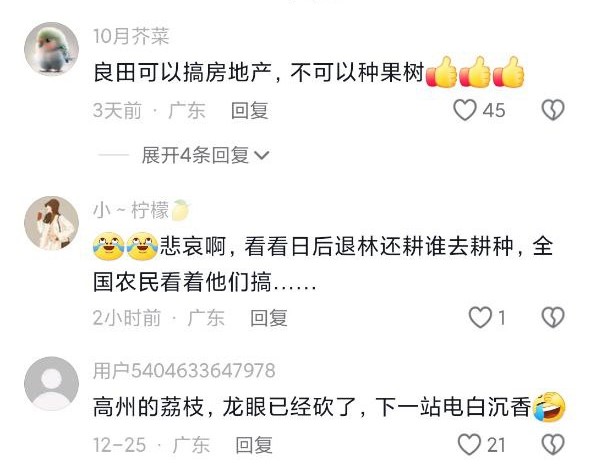 10月芥菜
良田可以搞房地产，不可以种果树👍👍👍
3天前 · 广东 回复 45
展开4条回复
小~柠檬🍋
😂😂悲哀啊，看看日后退林还耕谁去耕种，全
国农民看着他们搞……
2小时前 · 广东 回复 1
用户5404633647978
高州的荔枝，龙眼已经砍了，下一站电白沉香🤣
12-25 · 广东 回复 21